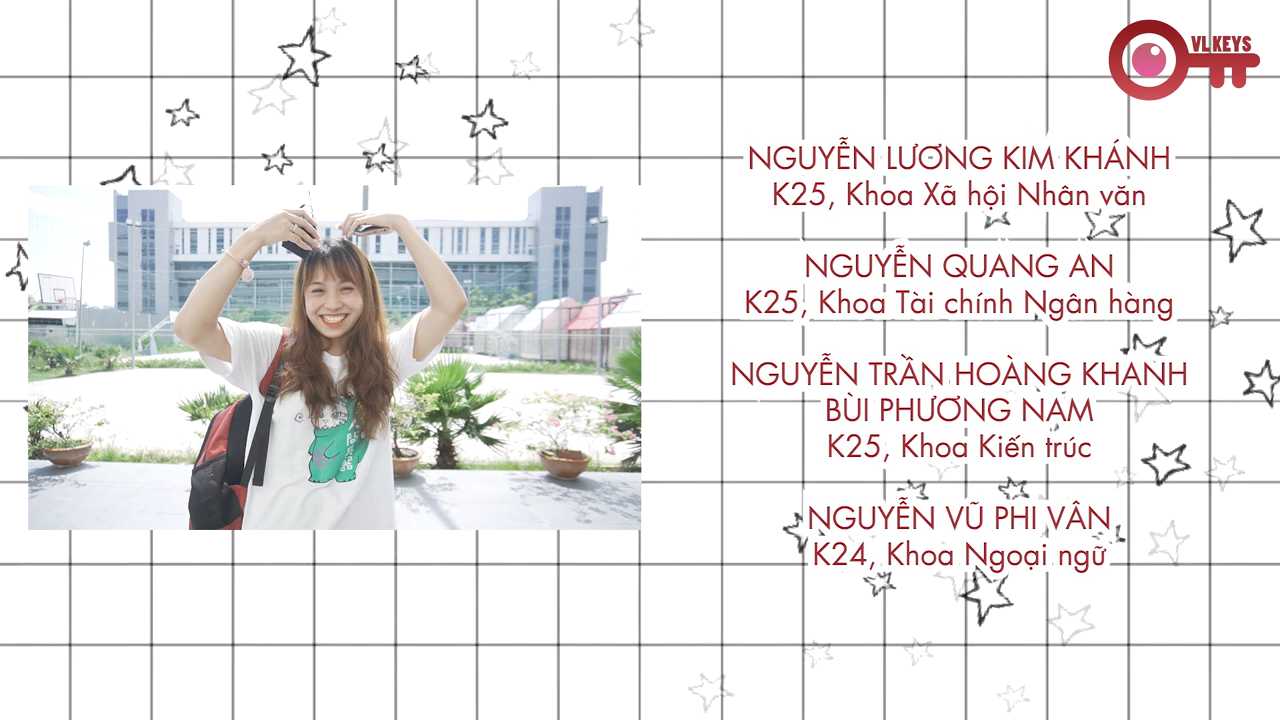 VLKEYS
NGUYỄN LƯƠNG KIM KHÁNH
K25, Khoa Xã hội Nhân văn
NGUYỄN QUANG AN
K25, Khoa Tài chính Ngân hàng
NGUYỄN TRẦN HOÀNG KHANH
BÙI PHƯƠNG NAM
K25, Khoa Kiến trúc
NGUYỄN VŨ PHI VÂN
K24, Khoa Ngoại ngữ